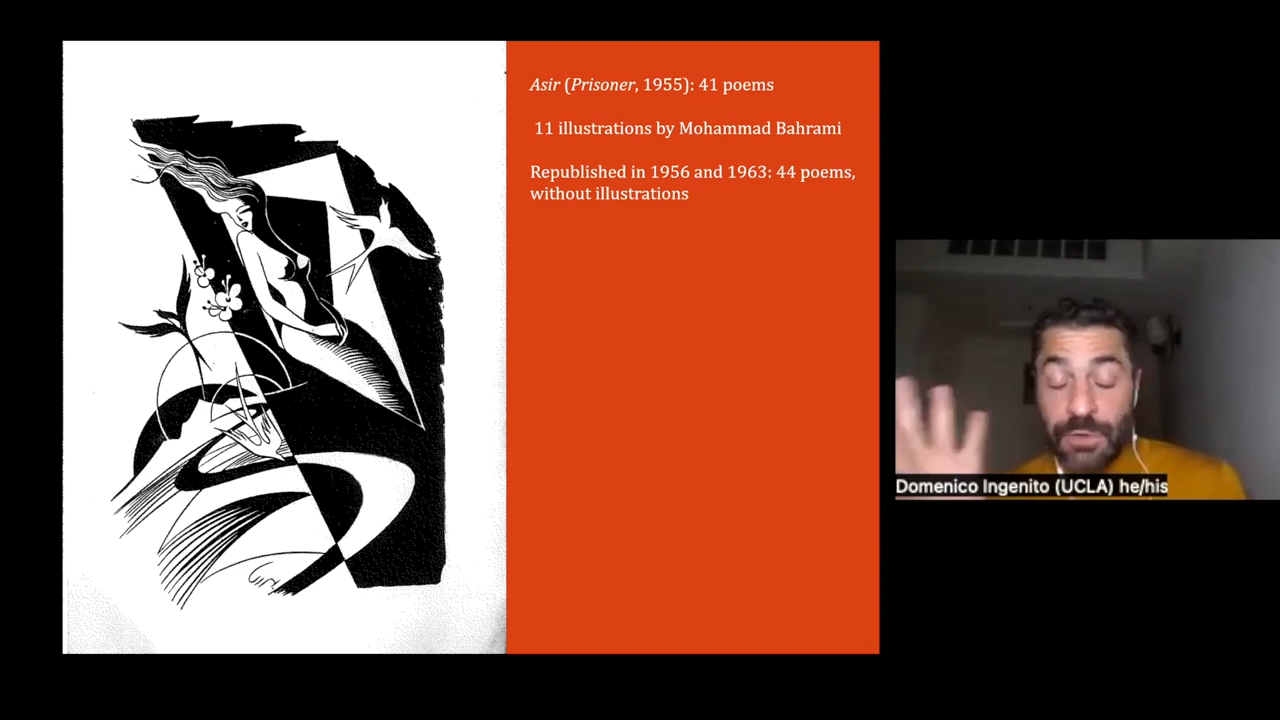 Asir (Prisoner, 1955): 41 poems
11 illustrations by Mohammad Bahrami
Republished in 1956 and 1963: 44 poems,
without illustrations
Domenico Ingenito (UCLA) he/his